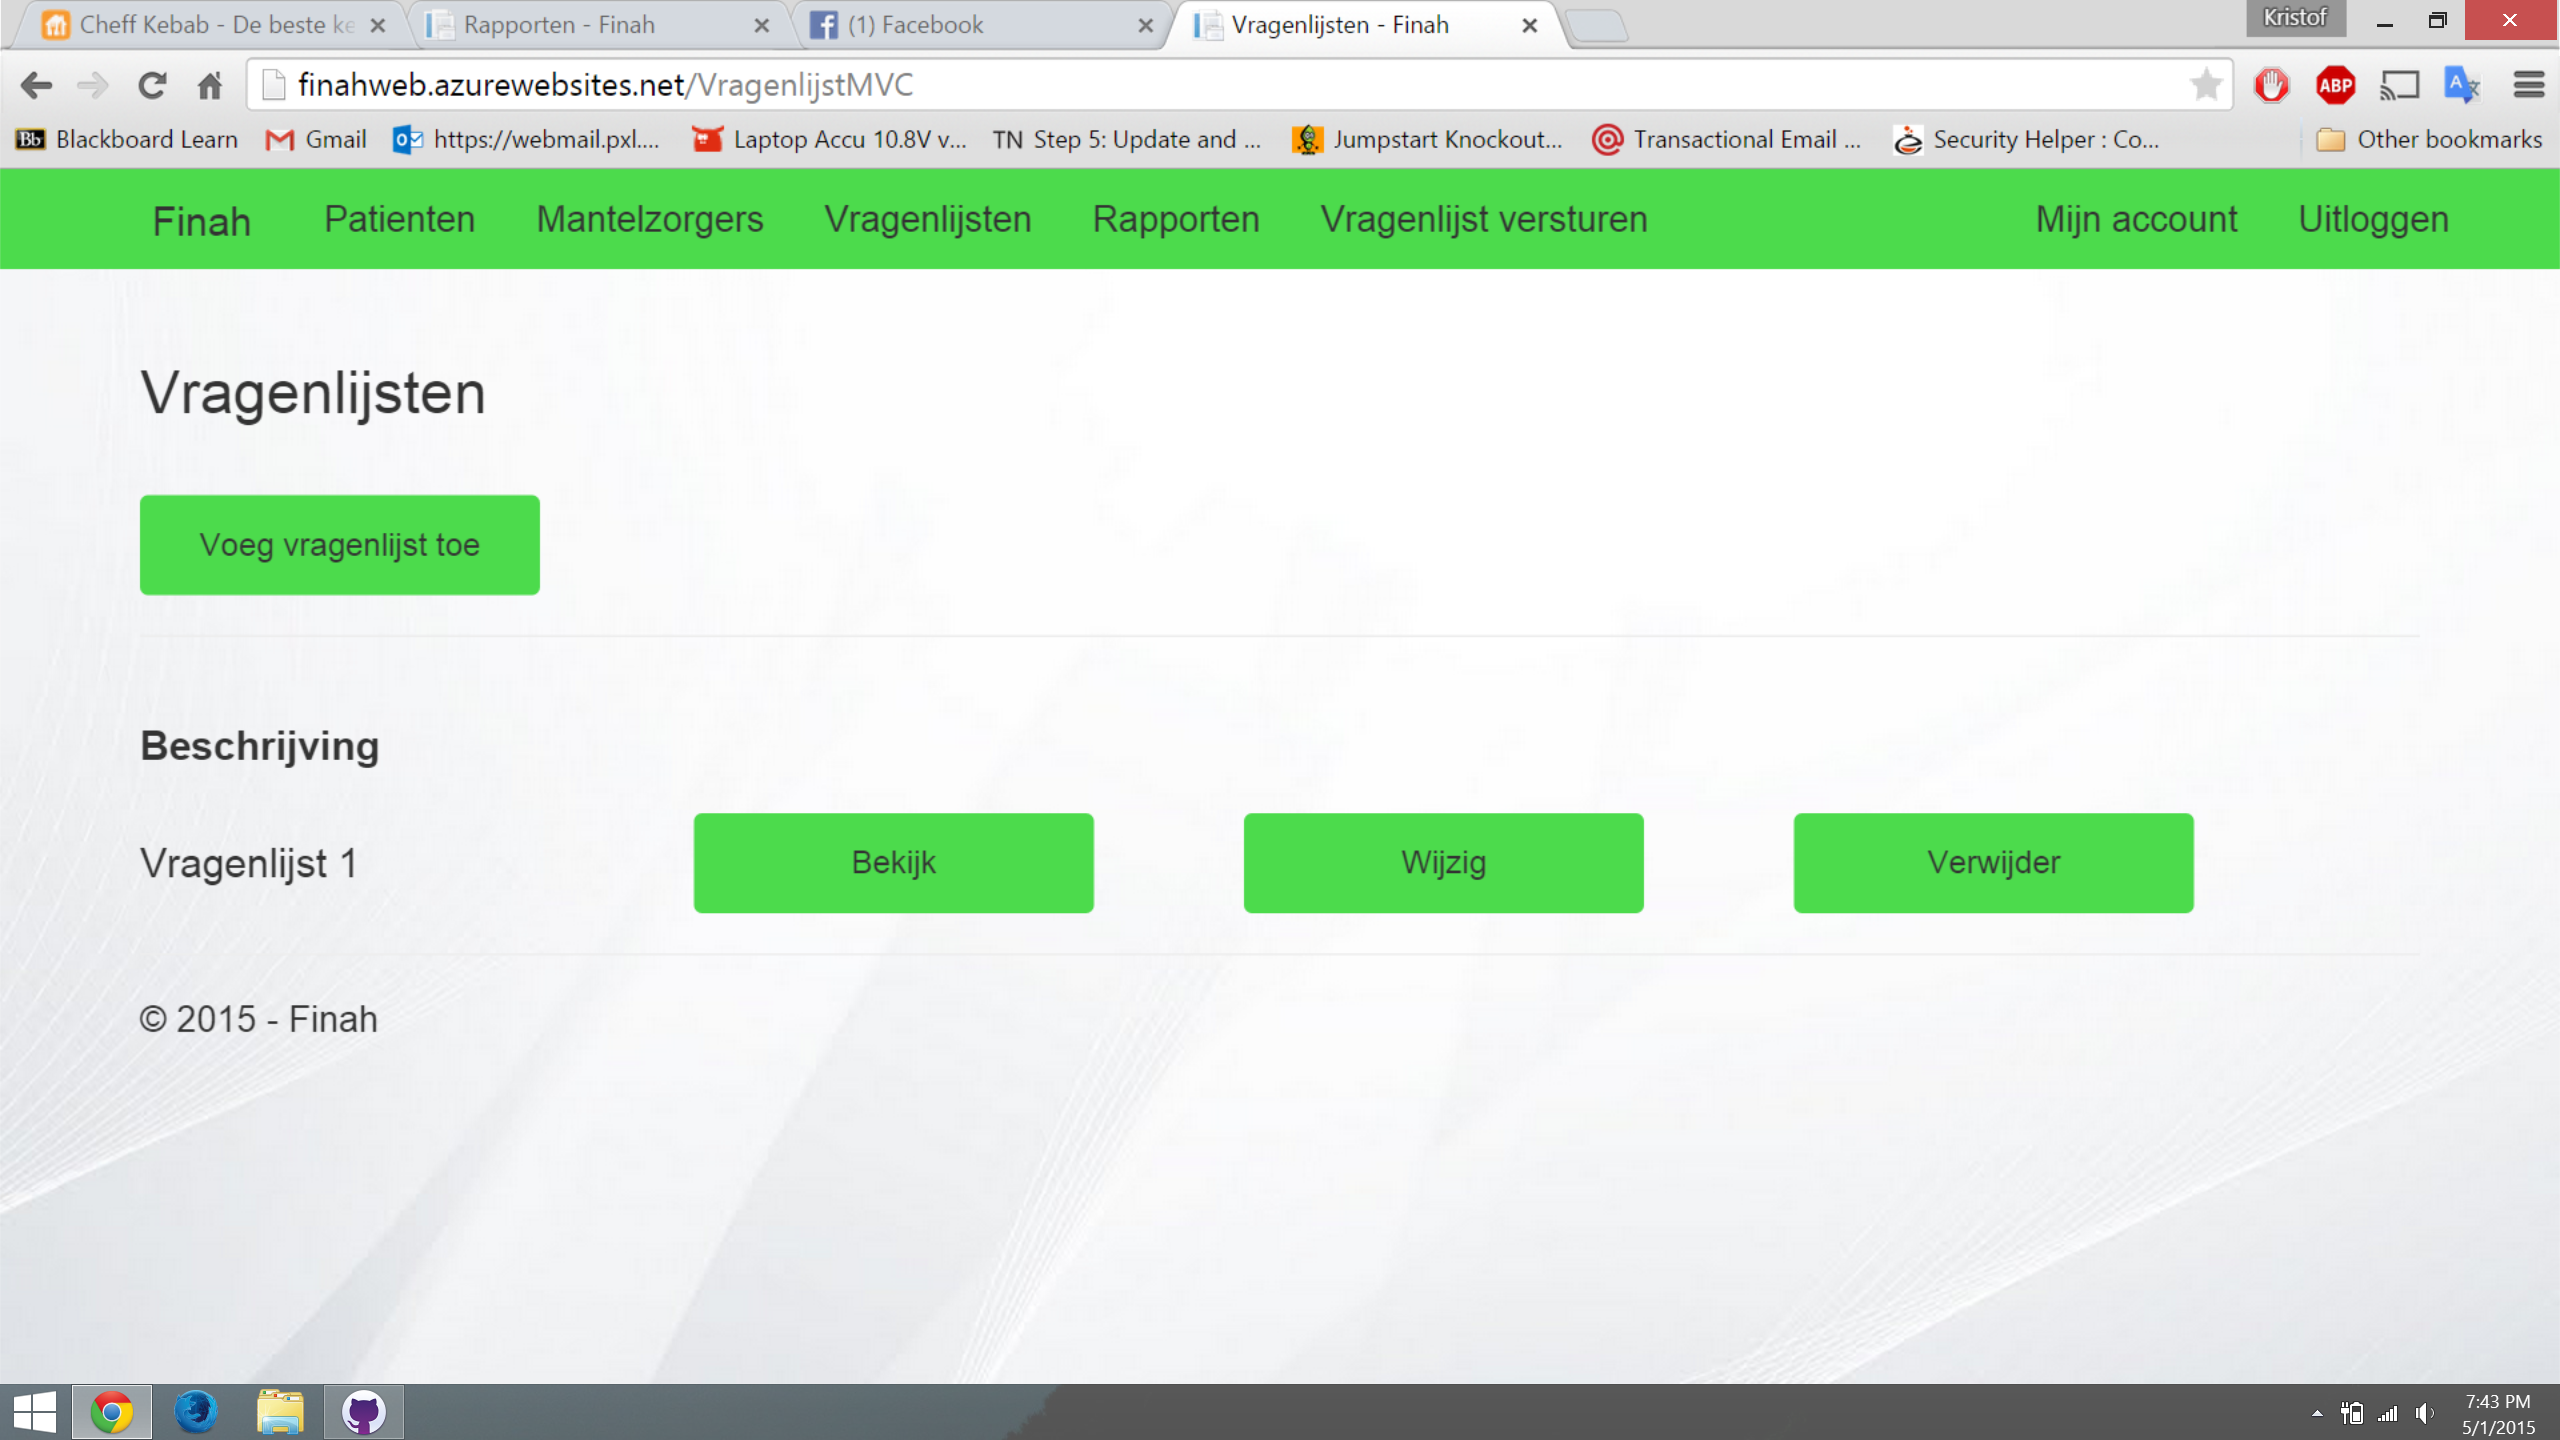 Cheff Kebab - De beste ke
Rapporten - Finah
(1) Facebook
Vragenlijsten - Finah
Kristof
finahweb.azurewebsites.net/VragenlijstMVC
ABP
Bb Blackboard Learn
Gmail
https://webmail.pxl....
Laptop Accu 10.8V v...
TN Step 5: Update and ...
Jumpstart Knockout...
Transactional Email ...
Security Helper : Co...
Other bookmarks
Finah
Patienten
Mantelzorgers
Vragenlijsten
Rapporten
Vragenlijst versturen
Mijn account
Uitloggen
Vragenlijsten
Voeg vragenlijst toe
Beschrijving
Vragenlijst 1
Bekijk
Wijzig
Verwijder
© 2015 - Finah
7:43 PM
5/1/2015